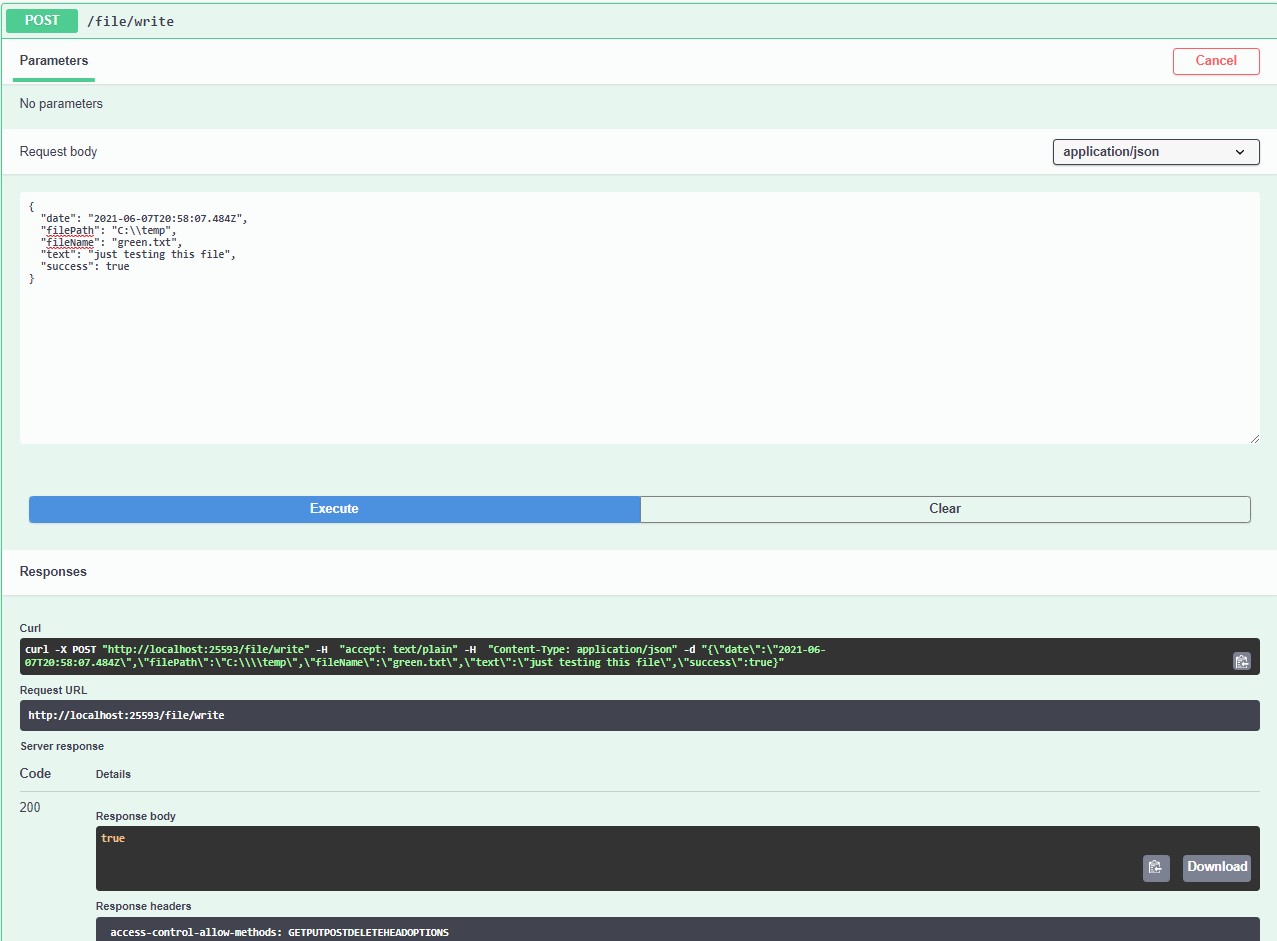 POST /file/write
Parameters Cancel
No parameters
Request body application/json
{
  "date": "2021-06-07T20:58:07.484Z",
  "filePath": "C:\\temp",
  "fileName": "green.txt",
  "text": "just testing this file",
  "success": true
}
Execute Clear
Responses
Curl
curl -X POST "http://localhost:25593/file/write" -H  "accept: text/plain" -H  "Content-Type: application/json" -d "{\"date\":\"2021-06-
07T20:58:07.484Z\",\"filePath\":\"C:\\\\temp\",\"fileName\":\"green.txt\",\"text\":\"just testing this file\",\"success\":true}"
Request URL
http://localhost:25593/file/write
Server response
Code Details
200
Response body
true
Download
Response headers
access-control-allow-methods: GETPUTPOSTDELETEHEADOPTIONS